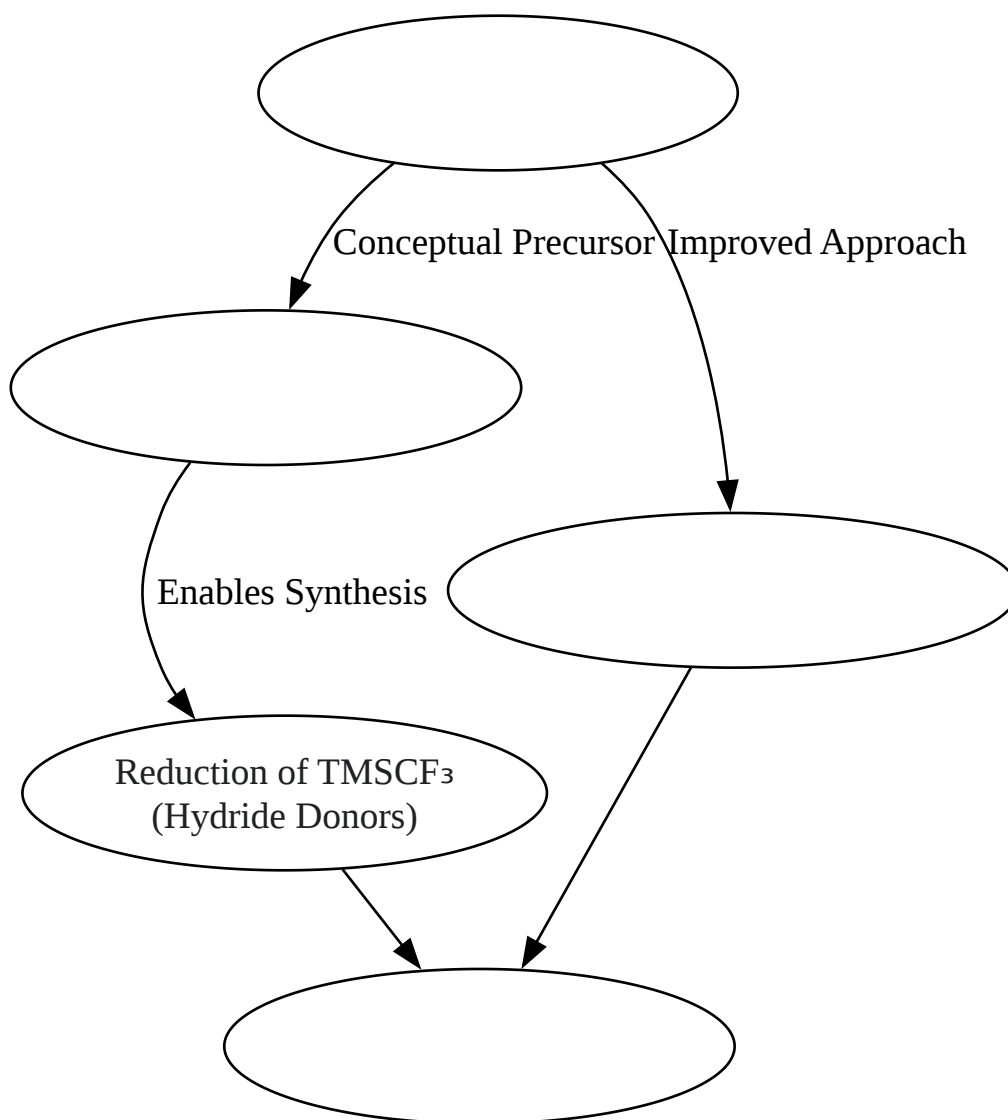 Conceptual Precursor
Improved Approach
Enables Synthesis
Reduction of TMSCF₃
(Hydride Donors)